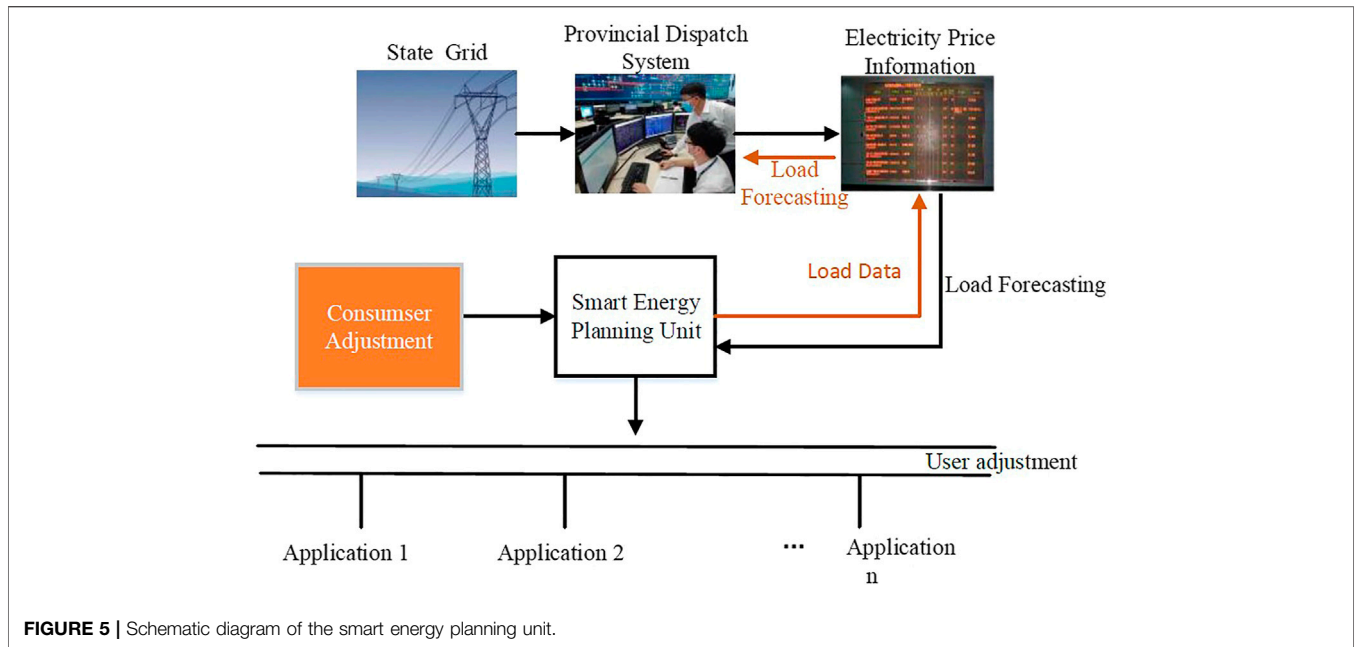 State Grid
Provincial Dispatch
System
Electricity Price
Information
Load
Forecasting
Load Data
Load Forecasting
Consumser
Adjustment
Smart Energy
Planning Unit
User adjustment
Application 1
Application 2
...
Application
n
FIGURE 5 | Schematic diagram of the smart energy planning unit.